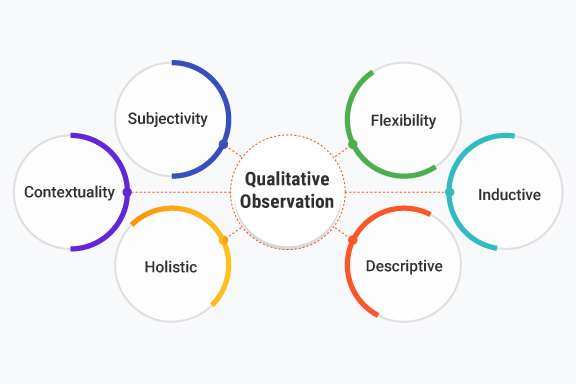 Subjectivity
Flexibility
Contextuality
Qualitative
Observation
Inductive
Holistic
Descriptive